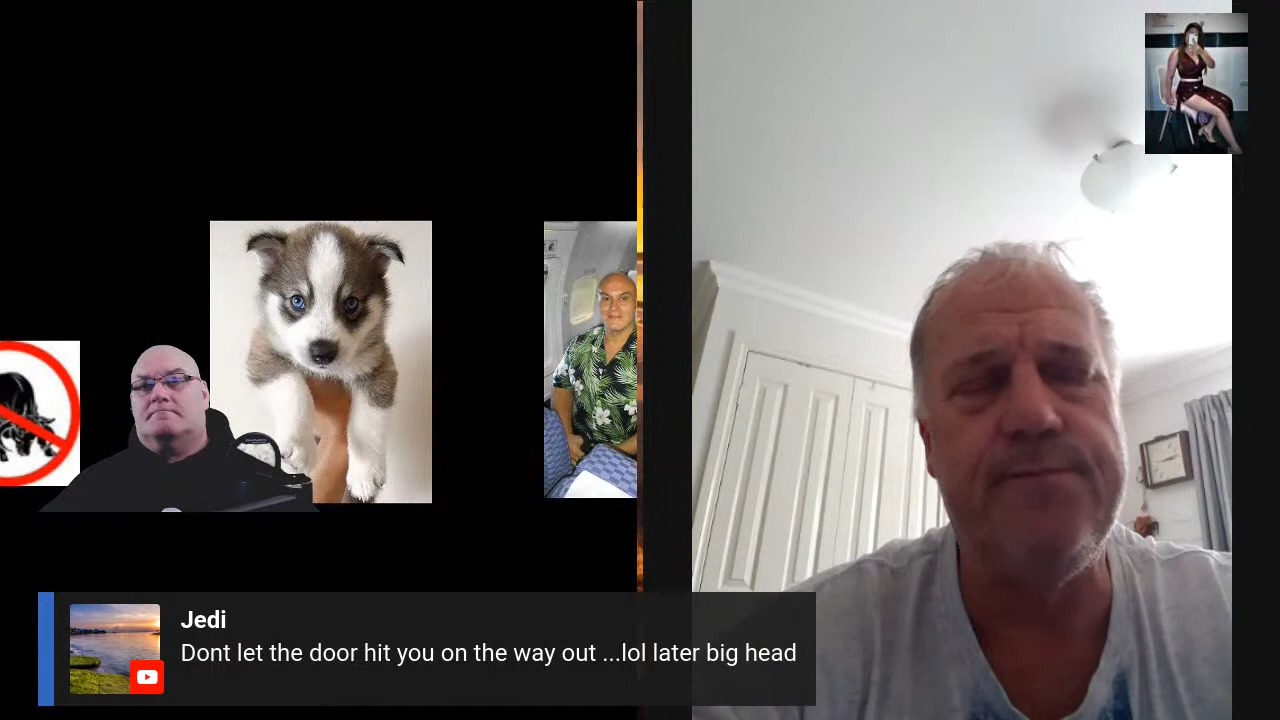 Jedi
Dont let the door hit you on the way out ...lol later big head